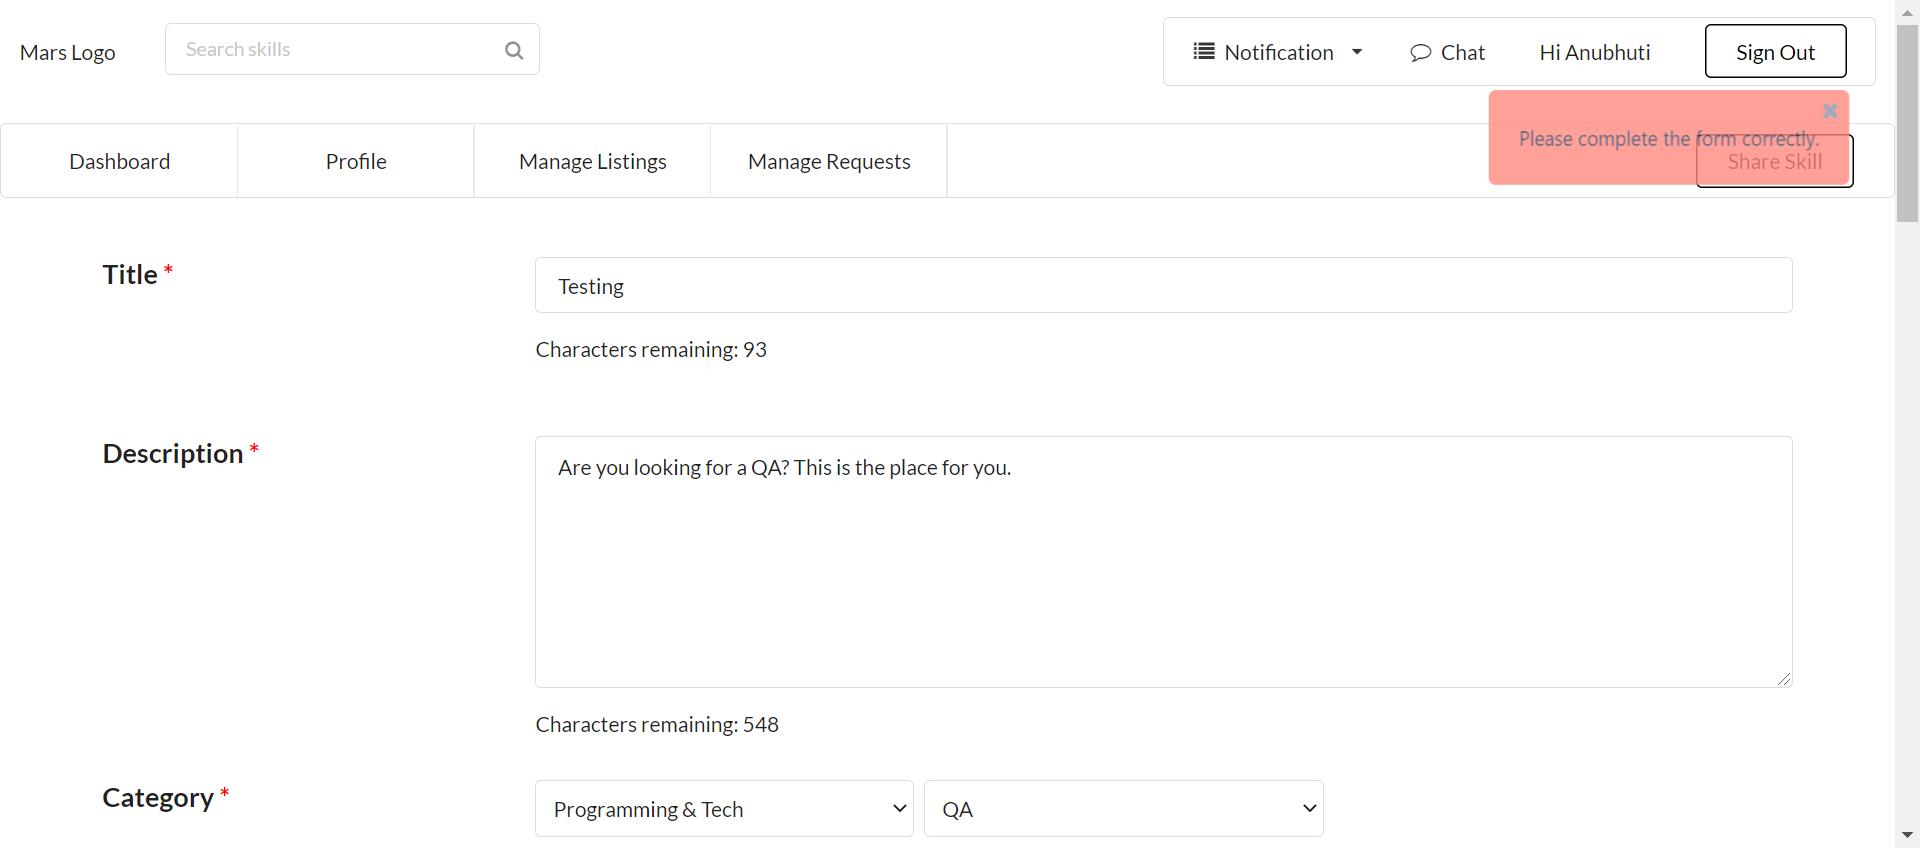 Mars Logo
Search skills
Notification
Chat
Hi Anubhuti
Sign Out
Please complete the form correctly.
Dashboard
Profile
Manage Listings
Manage Requests
Share Skill
Title *
Testing
Characters remaining: 93
Description *
Are you looking for a QA? This is the place for you.
Characters remaining: 548
Category *
Programming & Tech
QA